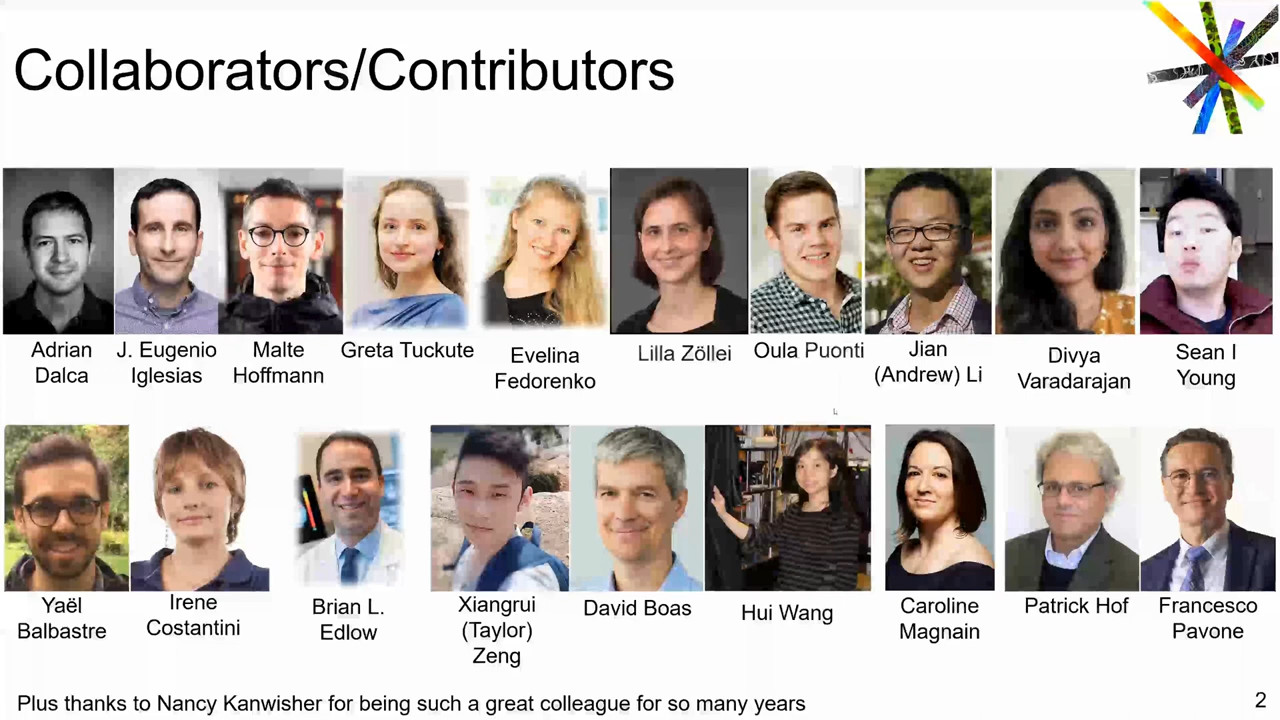 Collaborators/Contributors
Adrian
Dalca
J. Eugenio
Iglesias
Malte
Hoffmann
Greta Tuckute
Evelina
Fedorenko
Lilla Zöllei
Oula Puonti
Jian
(Andrew) Li
Divya
Varadarajan
Sean I
Young
Yaël
Balbastre
Irene
Costantini
Brian L.
Edlow
Xiangrui
(Taylor)
Zeng
David Boas
Hui Wang
Caroline
Magnain
Patrick Hof
Francesco
Pavone
Plus thanks to Nancy Kanwisher for being such a great colleague for so many years
2